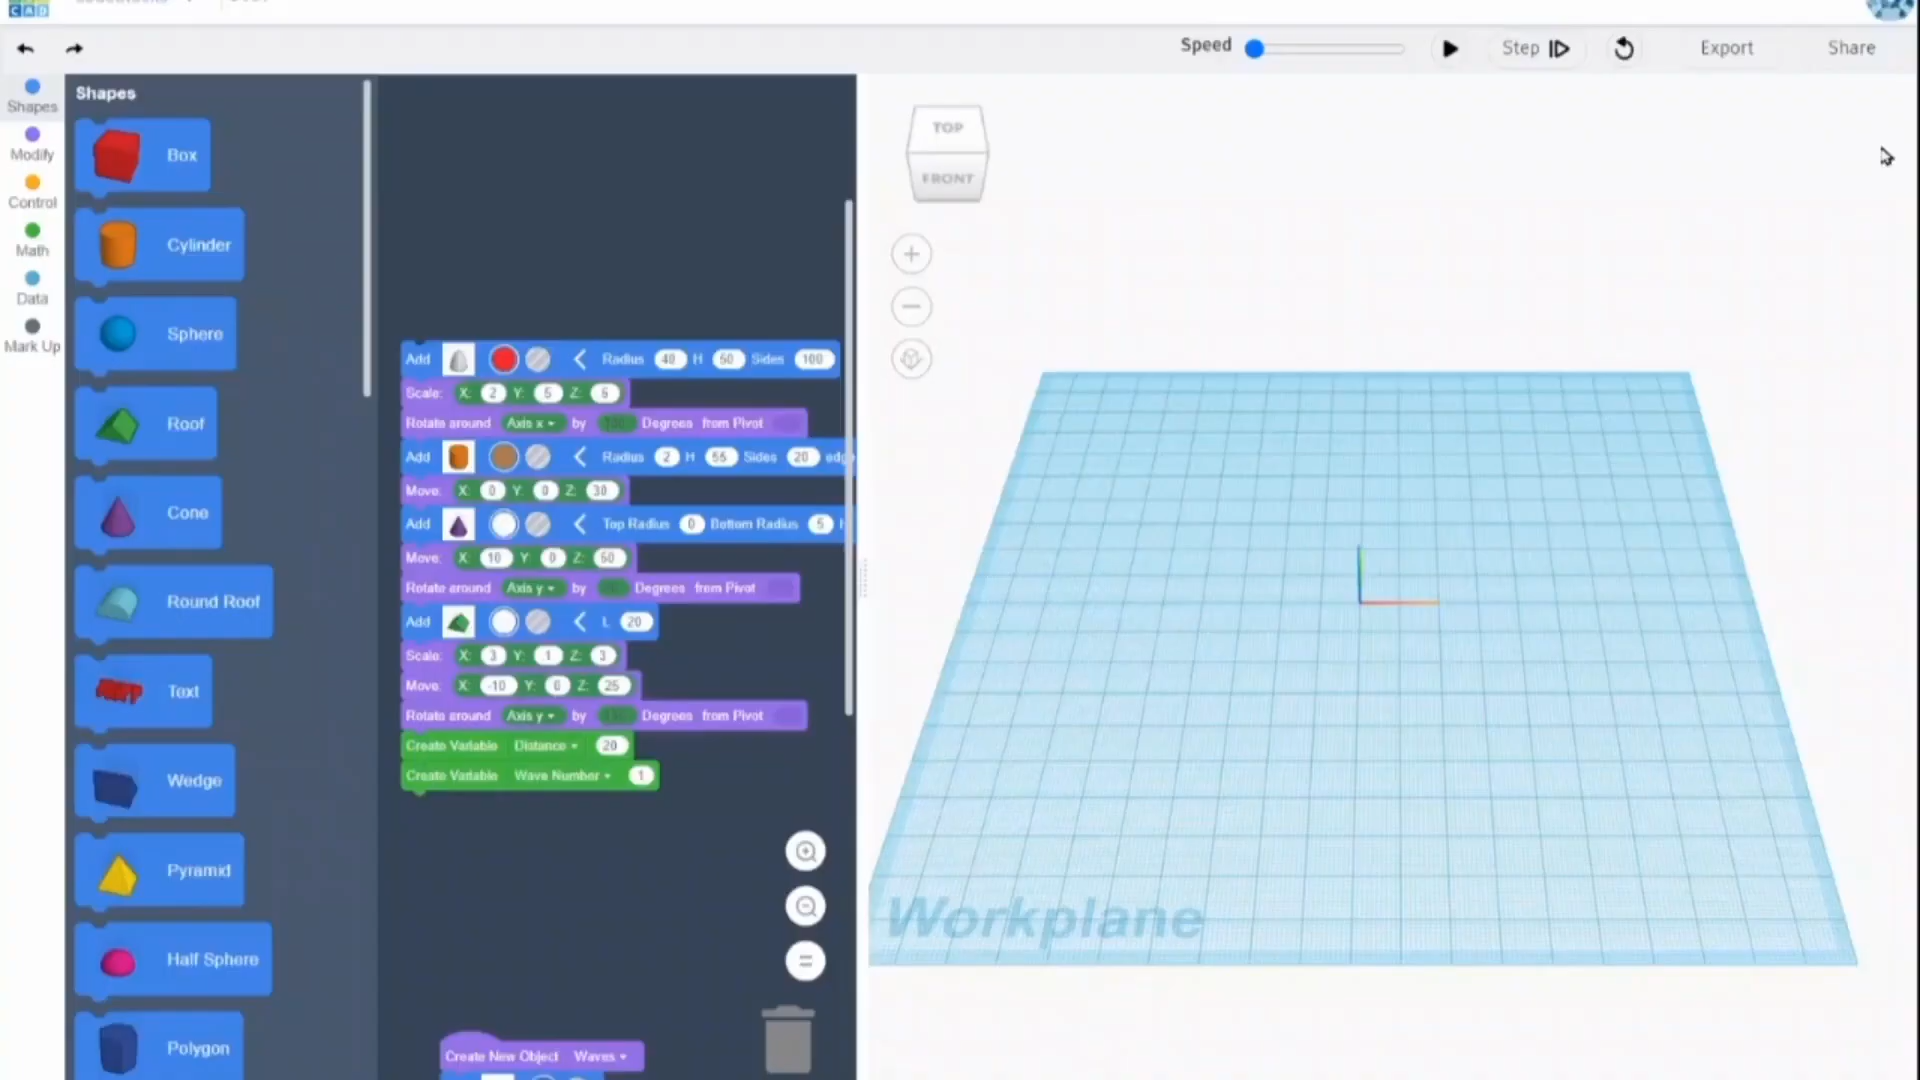 CAD
Speed
Step
Export
Share
Shapes
Modify
Control
Math
Data
Mark Up
Shapes
Box
Cylinder
Sphere
Roof
Cone
Round Roof
Text
Wedge
Pyramid
Half Sphere
Polygon
Add Radius 40 H 50 Sides 100
Scale: X: 2 Y: 5 Z:
Rotate around Axis x by Degrees from Pivot
Add Radius 2 H Sides 20
Move: X: 0 Y: 0 Z: 30
Add Top Radius 0 Bottom Radius 5
Move: X: 10 Y: 0 Z:
Rotate around Axis y by Degrees from Pivot
Add L 20
Scale: X: 3 Y: 1 Z: 3
Move: X: -10 Y: 0 Z: 25
Rotate around Axis y by Degrees from Pivot
Create Variable Distance 20
Create Variable Wave Number 1
Create New Object Waves
TOP
FRONT
Workplane